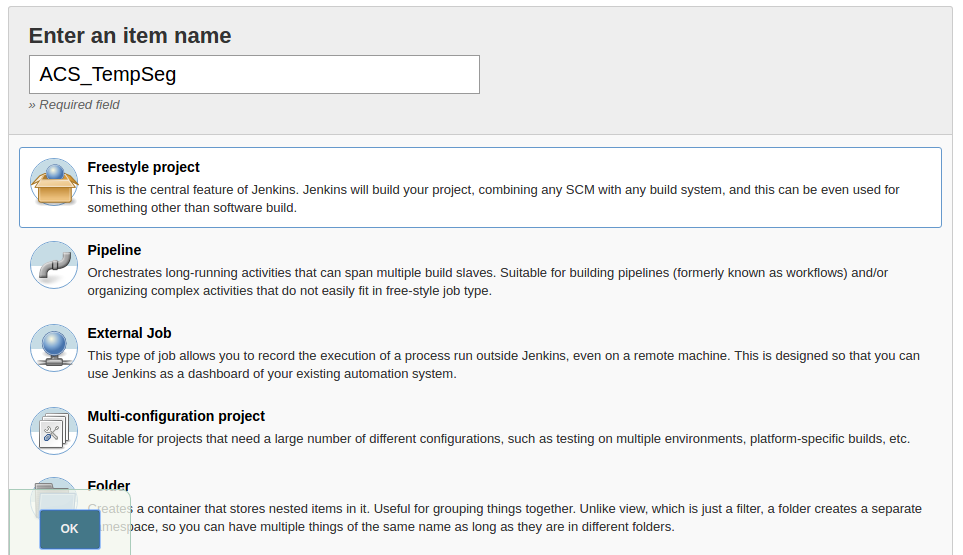 Enter an item name
ACS_TempSeg
» Required field
Freestyle project
This is the central feature of Jenkins. Jenkins will build your project, combining any SCM with any build system, and this can be even used for
something other than software build.
Pipeline
Orchestrates long-running activities that can span multiple build slaves. Suitable for building pipelines (formerly known as workflows) and/or
organizing complex activities that do not easily fit in free-style job type.
External Job
This type of job allows you to record the execution of a process run outside Jenkins, even on a remote machine. This is designed so that you can
use Jenkins as a dashboard of your existing automation system.
Multi-configuration project
Suitable for projects that need a large number of different configurations, such as testing on multiple environments, platform-specific builds, etc.
Folder
Creates a container that stores nested items in it. Useful for grouping things together. Unlike view, which is just a filter, a folder creates a separate
namespace, so you can have multiple things of the same name as long as they are in different folders.
OK